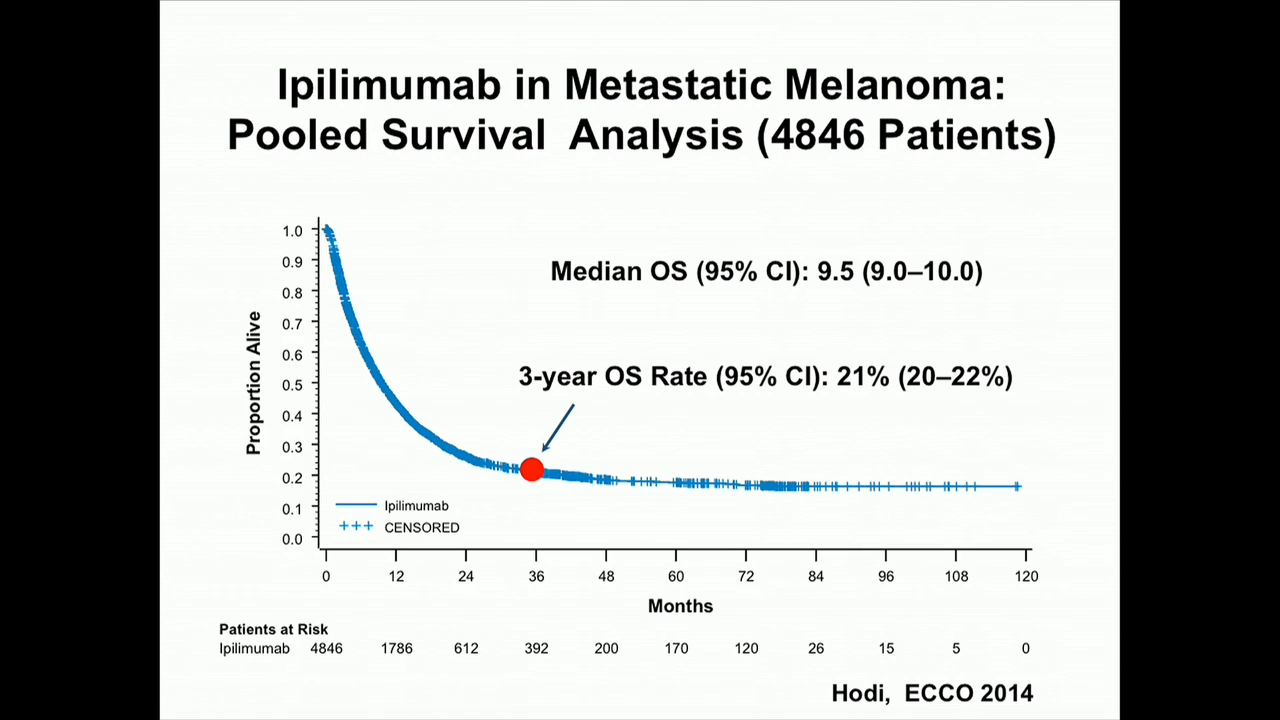 Ipilimumab in Metastatic Melanoma:
Pooled Survival Analysis (4846 Patients)
Median OS (95% CI): 9.5 (9.0–10.0)
3-year OS Rate (95% CI): 21% (20–22%)
Proportion Alive
1.0
0.9
0.8
0.7
0.6
0.5
0.4
0.3
0.2
0.1
0.0
Ipilimumab
CENSORED
0 12 24 36 48 60 72 84 96 108 120
Months
Patients at Risk
Ipilimumab 4846 1786 612 392 200 170 120 26 15 5 0
Hodi, ECCO 2014